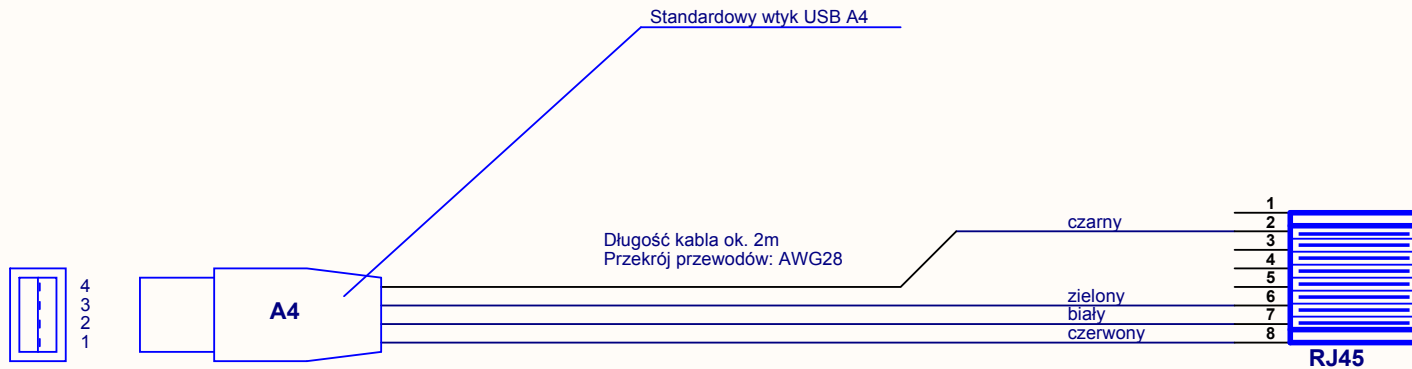 Standardowy wtyk USB A4
Długość kabla ok. 2m
Przekrój przewodów: AWG28
czarny
zielony
biały
czerwony
1
2
3
4
5
6
7
8
RJ45
A4
4
3
2
1